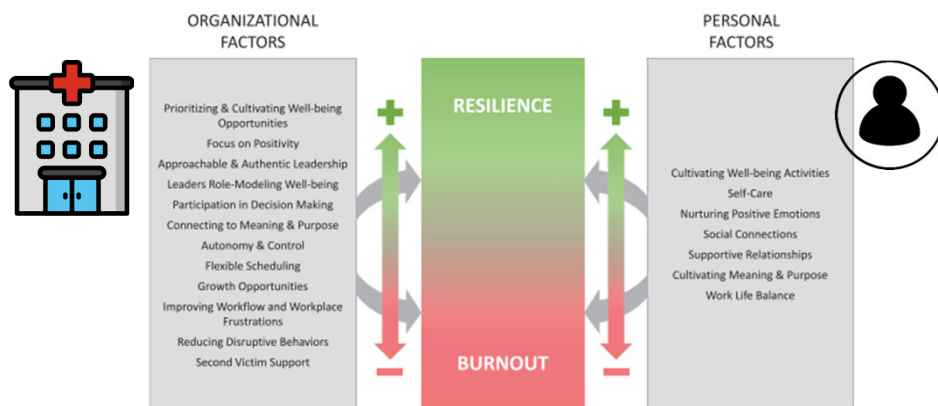 ORGANIZATIONAL
FACTORS
Prioritizing & Cultivating Well-being
Opportunities
Focus on Positivity
Approachable & Authentic Leadership
Leaders Role-Modeling Well-being
Participation in Decision Making
Connecting to Meaning & Purpose
Autonomy & Control
Flexible Scheduling
Growth Opportunities
Improving Workflow and Workplace
Frustrations
Reducing Disruptive Behaviors
Second Victim Support
RESILIENCE
BURNOUT
PERSONAL
FACTORS
Cultivating Well-being Activities
Self-Care
Nurturing Positive Emotions
Social Connections
Supportive Relationships
Cultivating Meaning & Purpose
Work Life Balance